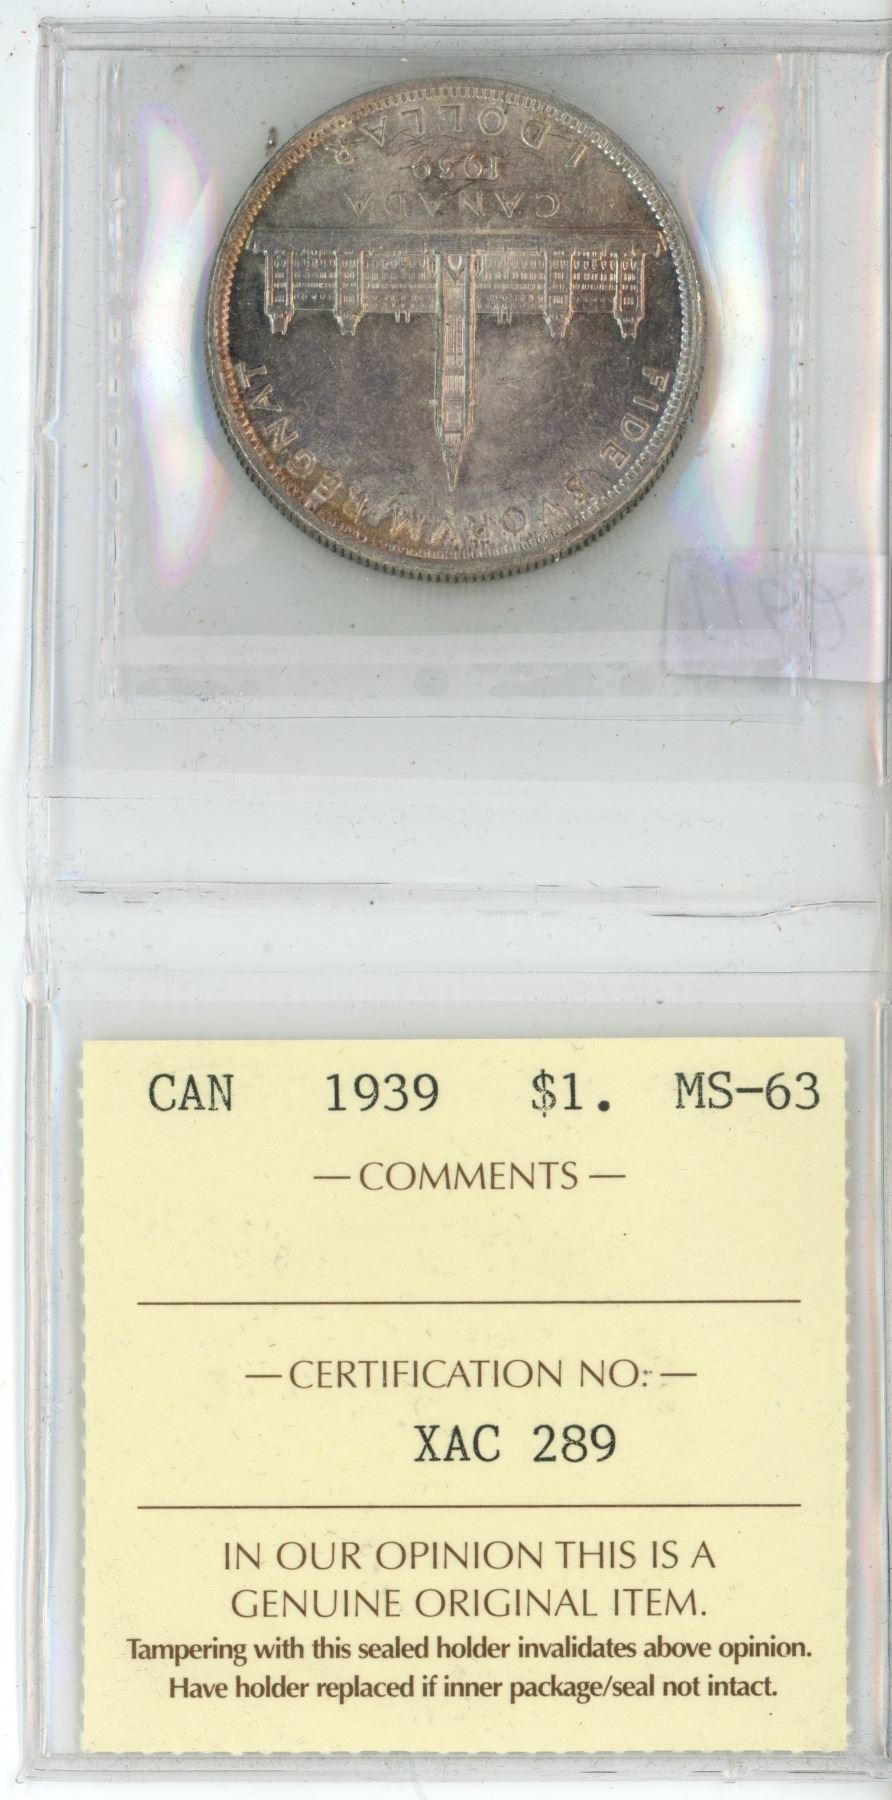 FIDE SVORVM REGNAT
CANADA
1939
1 DOLLAR
CAN 1939 $1. MS-63
— COMMENTS —
— CERTIFICATION NO.: —
XAC 289
IN OUR OPINION THIS IS A
GENUINE ORIGINAL ITEM.
Tampering with this sealed holder invalidates above opinion.
Have holder replaced if inner package/seal not intact.